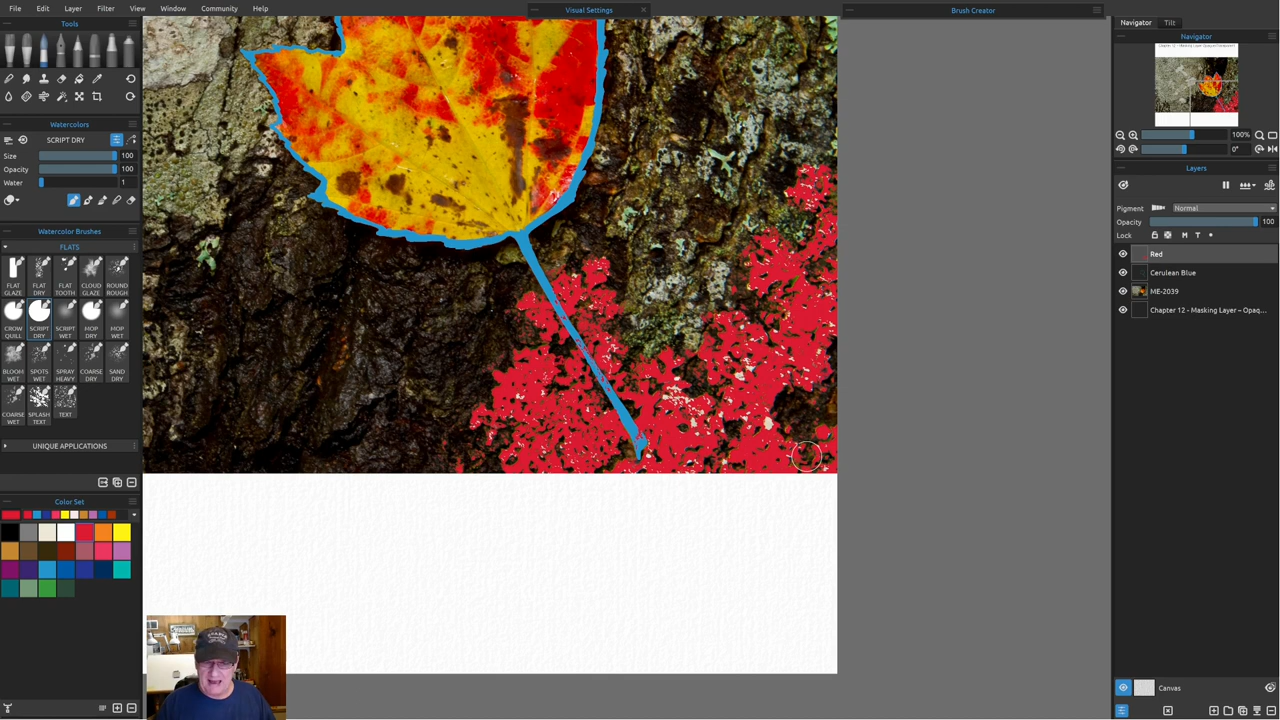 File Edit Layer Filter View Window Community Help
Visual Settings
Brush Creator
Tools
Watercolors
SCRIPT DRY
Size 100
Opacity 100
Water 1
Watercolor Brushes
FLATS
FLAT GLAZE
FLAT DRY
FLAT TOOTH
CLOUD GLAZE
ROUND ROUGH
CROW QUILL
SCRIPT DRY
SCRIPT WET
MOP DRY
MOP WET
BLOOM WET
SPOTS WET
SPRAY HEAVY
COARSE DRY
SAND DRY
COARSE WET
SPLASH TEXT
TEXT
UNIQUE APPLICATIONS
Color Set
Navigator Tilt
Navigator
100%
0°
Layers
Pigment Normal
Opacity 100
Lock M T
Red
Cerulean Blue
ME-2039
Chapter 12 - Masking Layer – Opaq...
Canvas